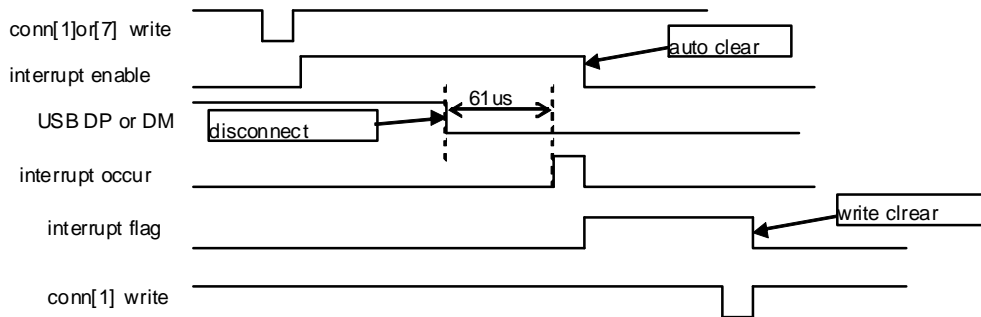 conn[1]or[7] write
auto clear
interrupt enable
61us
USB DP or DM
disconnect
interrupt occur
write clrear
interrupt flag
conn[1] write